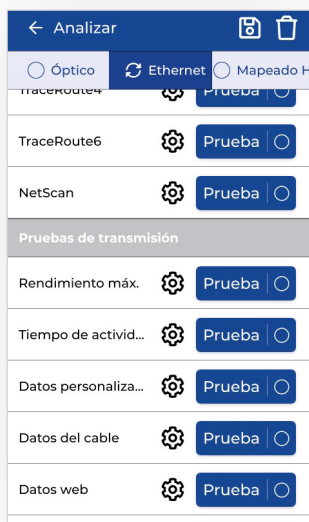 Analizar
Óptico Ethernet Mapeado H
TraceRoute4 Prueba
TraceRoute6 Prueba
NetScan Prueba
Pruebas de transmisión
Rendimiento máx. Prueba
Tiempo de activid... Prueba
Datos personaliza... Prueba
Datos del cable Prueba
Datos web Prueba